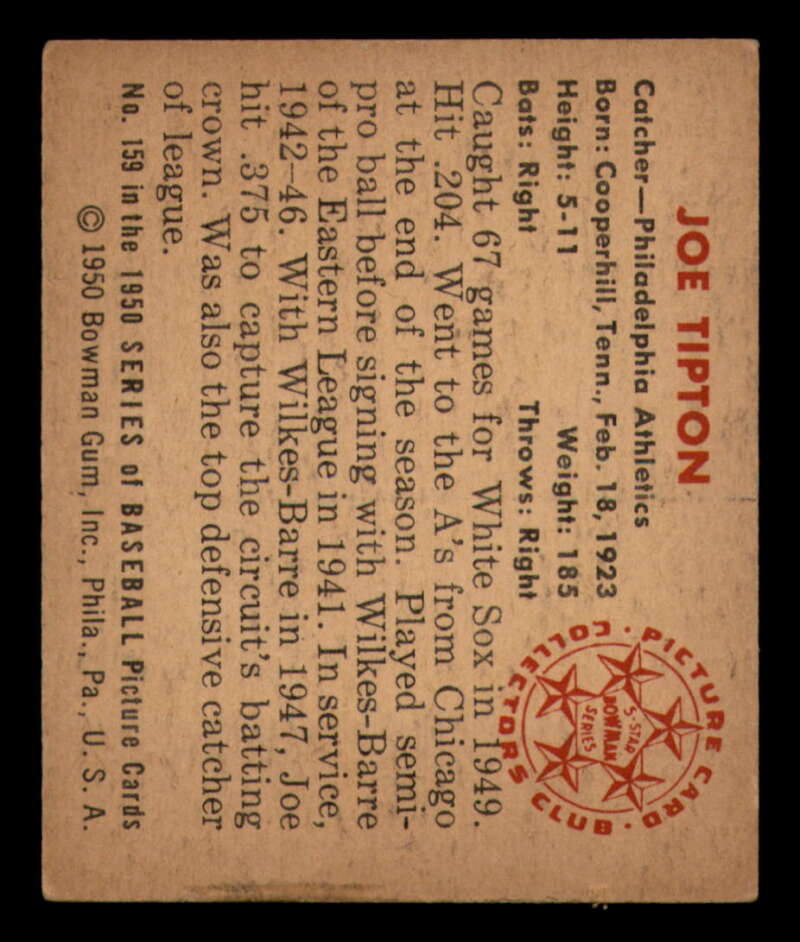 JOE TIPTON
Catcher—Philadelphia Athletics
Born: Cooperhill, Tenn., Feb. 18, 1923
Height: 5-11 Weight: 185
Bats: Right Throws: Right
Caught 67 games for White Sox in 1949.
Hit .204. Went to the A's from Chicago
at the end of the season. Played semi-
pro ball before signing with Wilkes-Barre
of the Eastern League in 1941. In service,
1942-46. With Wilkes-Barre in 1947, Joe
hit .375 to capture the circuit's batting
crown. Was also the top defensive catcher
of league.
No. 159 in the 1950 SERIES of BASEBALL Picture Cards
© 1950 Bowman Gum, Inc., Phila., Pa., U. S. A.
PICTURE CARD COLLECTORS CLUB
5-STAR
BOWMAN
SERIES